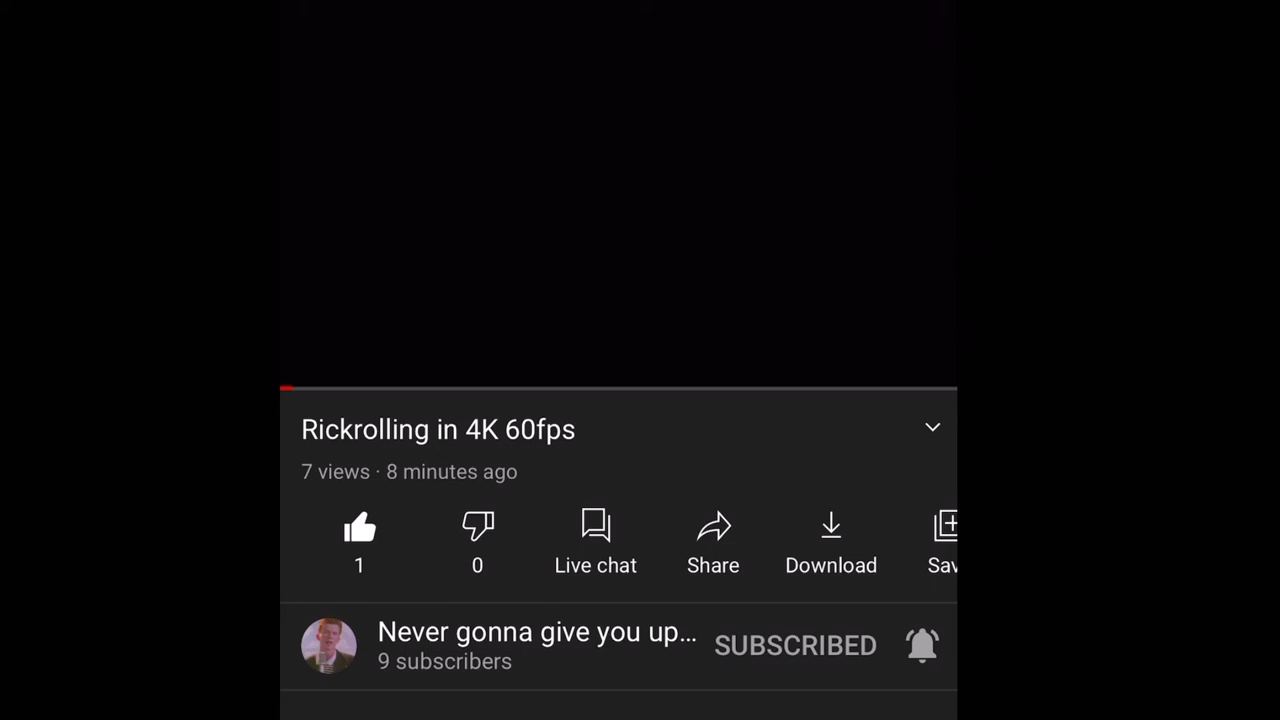 Rickrolling in 4K 60fps
7 views · 8 minutes ago
1 0 Live chat Share Download Sav
Never gonna give you up... SUBSCRIBED
9 subscribers